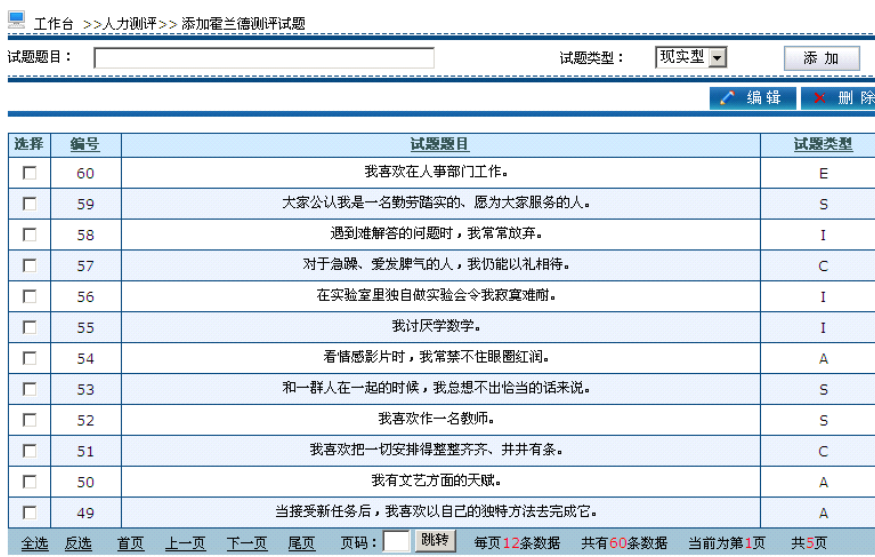 工作台 >>人力测评>> 添加霍兰德测评试题
试题题目： 试题类型： 现实型 添 加
编 辑 删 除
选择 编号 试题题目 试题类型
60 我喜欢在人事部门工作。 E
59 大家公认我是一名勤劳踏实的、愿为大家服务的人。 S
58 遇到难解答的问题时，我常常放弃。 I
57 对于急躁、爱发脾气的人，我仍能以礼相待。 C
56 在实验室里独自做实验会令我寂寞难耐。 I
55 我讨厌学数学。 I
54 看情感影片时，我常禁不住眼圈红润。 A
53 和一群人在一起的时候，我总想不出恰当的话来说。 S
52 我喜欢作一名教师。 S
51 我喜欢把一切安排得整整齐齐、井井有条。 C
50 我有文艺方面的天赋。 A
49 当接受新任务后，我喜欢以自己的独特方法去完成它。 A
全选 反选 首页 上一页 下一页 尾页 页码： 跳转 每页12条数据 共有60条数据 当前为第1页 共5页